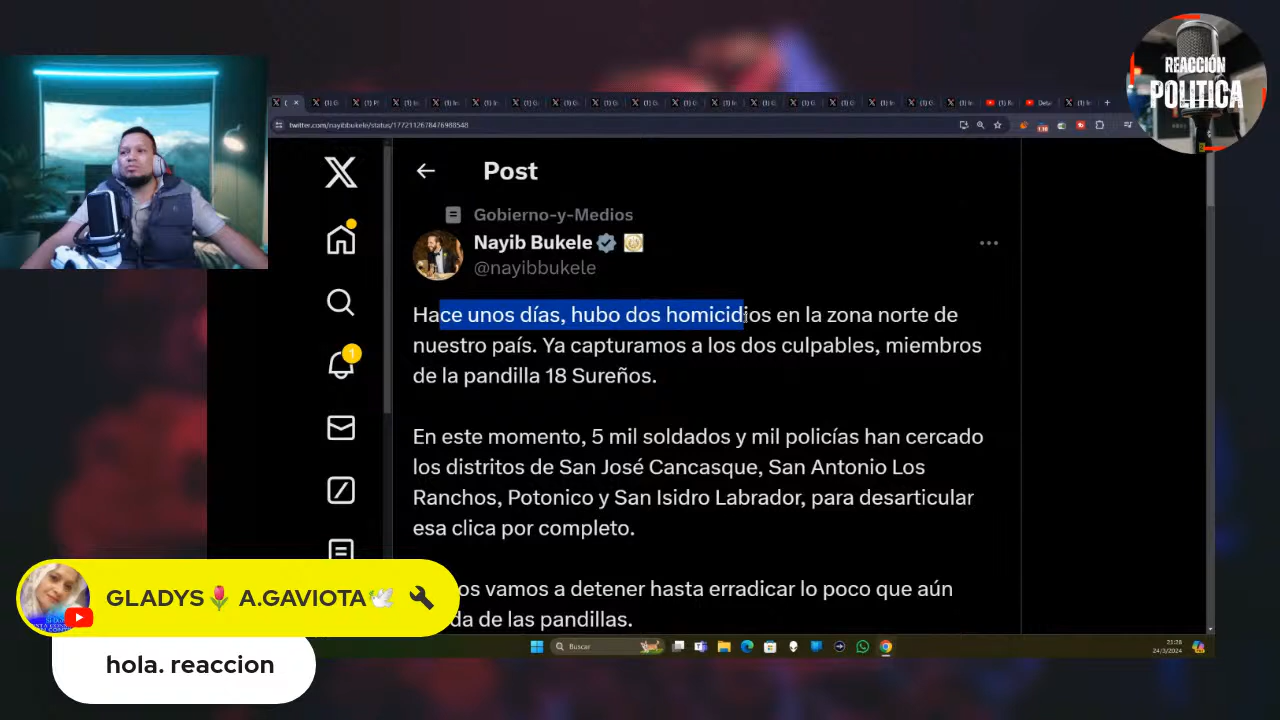 REACCIÓN
POLITICA
twitter.com/nayibbukele/status/1772112678476988548
Post
Gobierno-y-Medios
Nayib Bukele
@nayibbukele
Hace unos días, hubo dos homicidios en la zona norte de
nuestro país. Ya capturamos a los dos culpables, miembros
de la pandilla 18 Sureños.
En este momento, 5 mil soldados y mil policías han cercado
los distritos de San José Cancasque, San Antonio Los
Ranchos, Potonico y San Isidro Labrador, para desarticular
esa clica por completo.
os vamos a detener hasta erradicar lo poco que aún
da de las pandillas.
1
GLADYS🌷 A.GAVIOTA🕊️
hola. reaccion
Buscar
21:28
24/3/2024